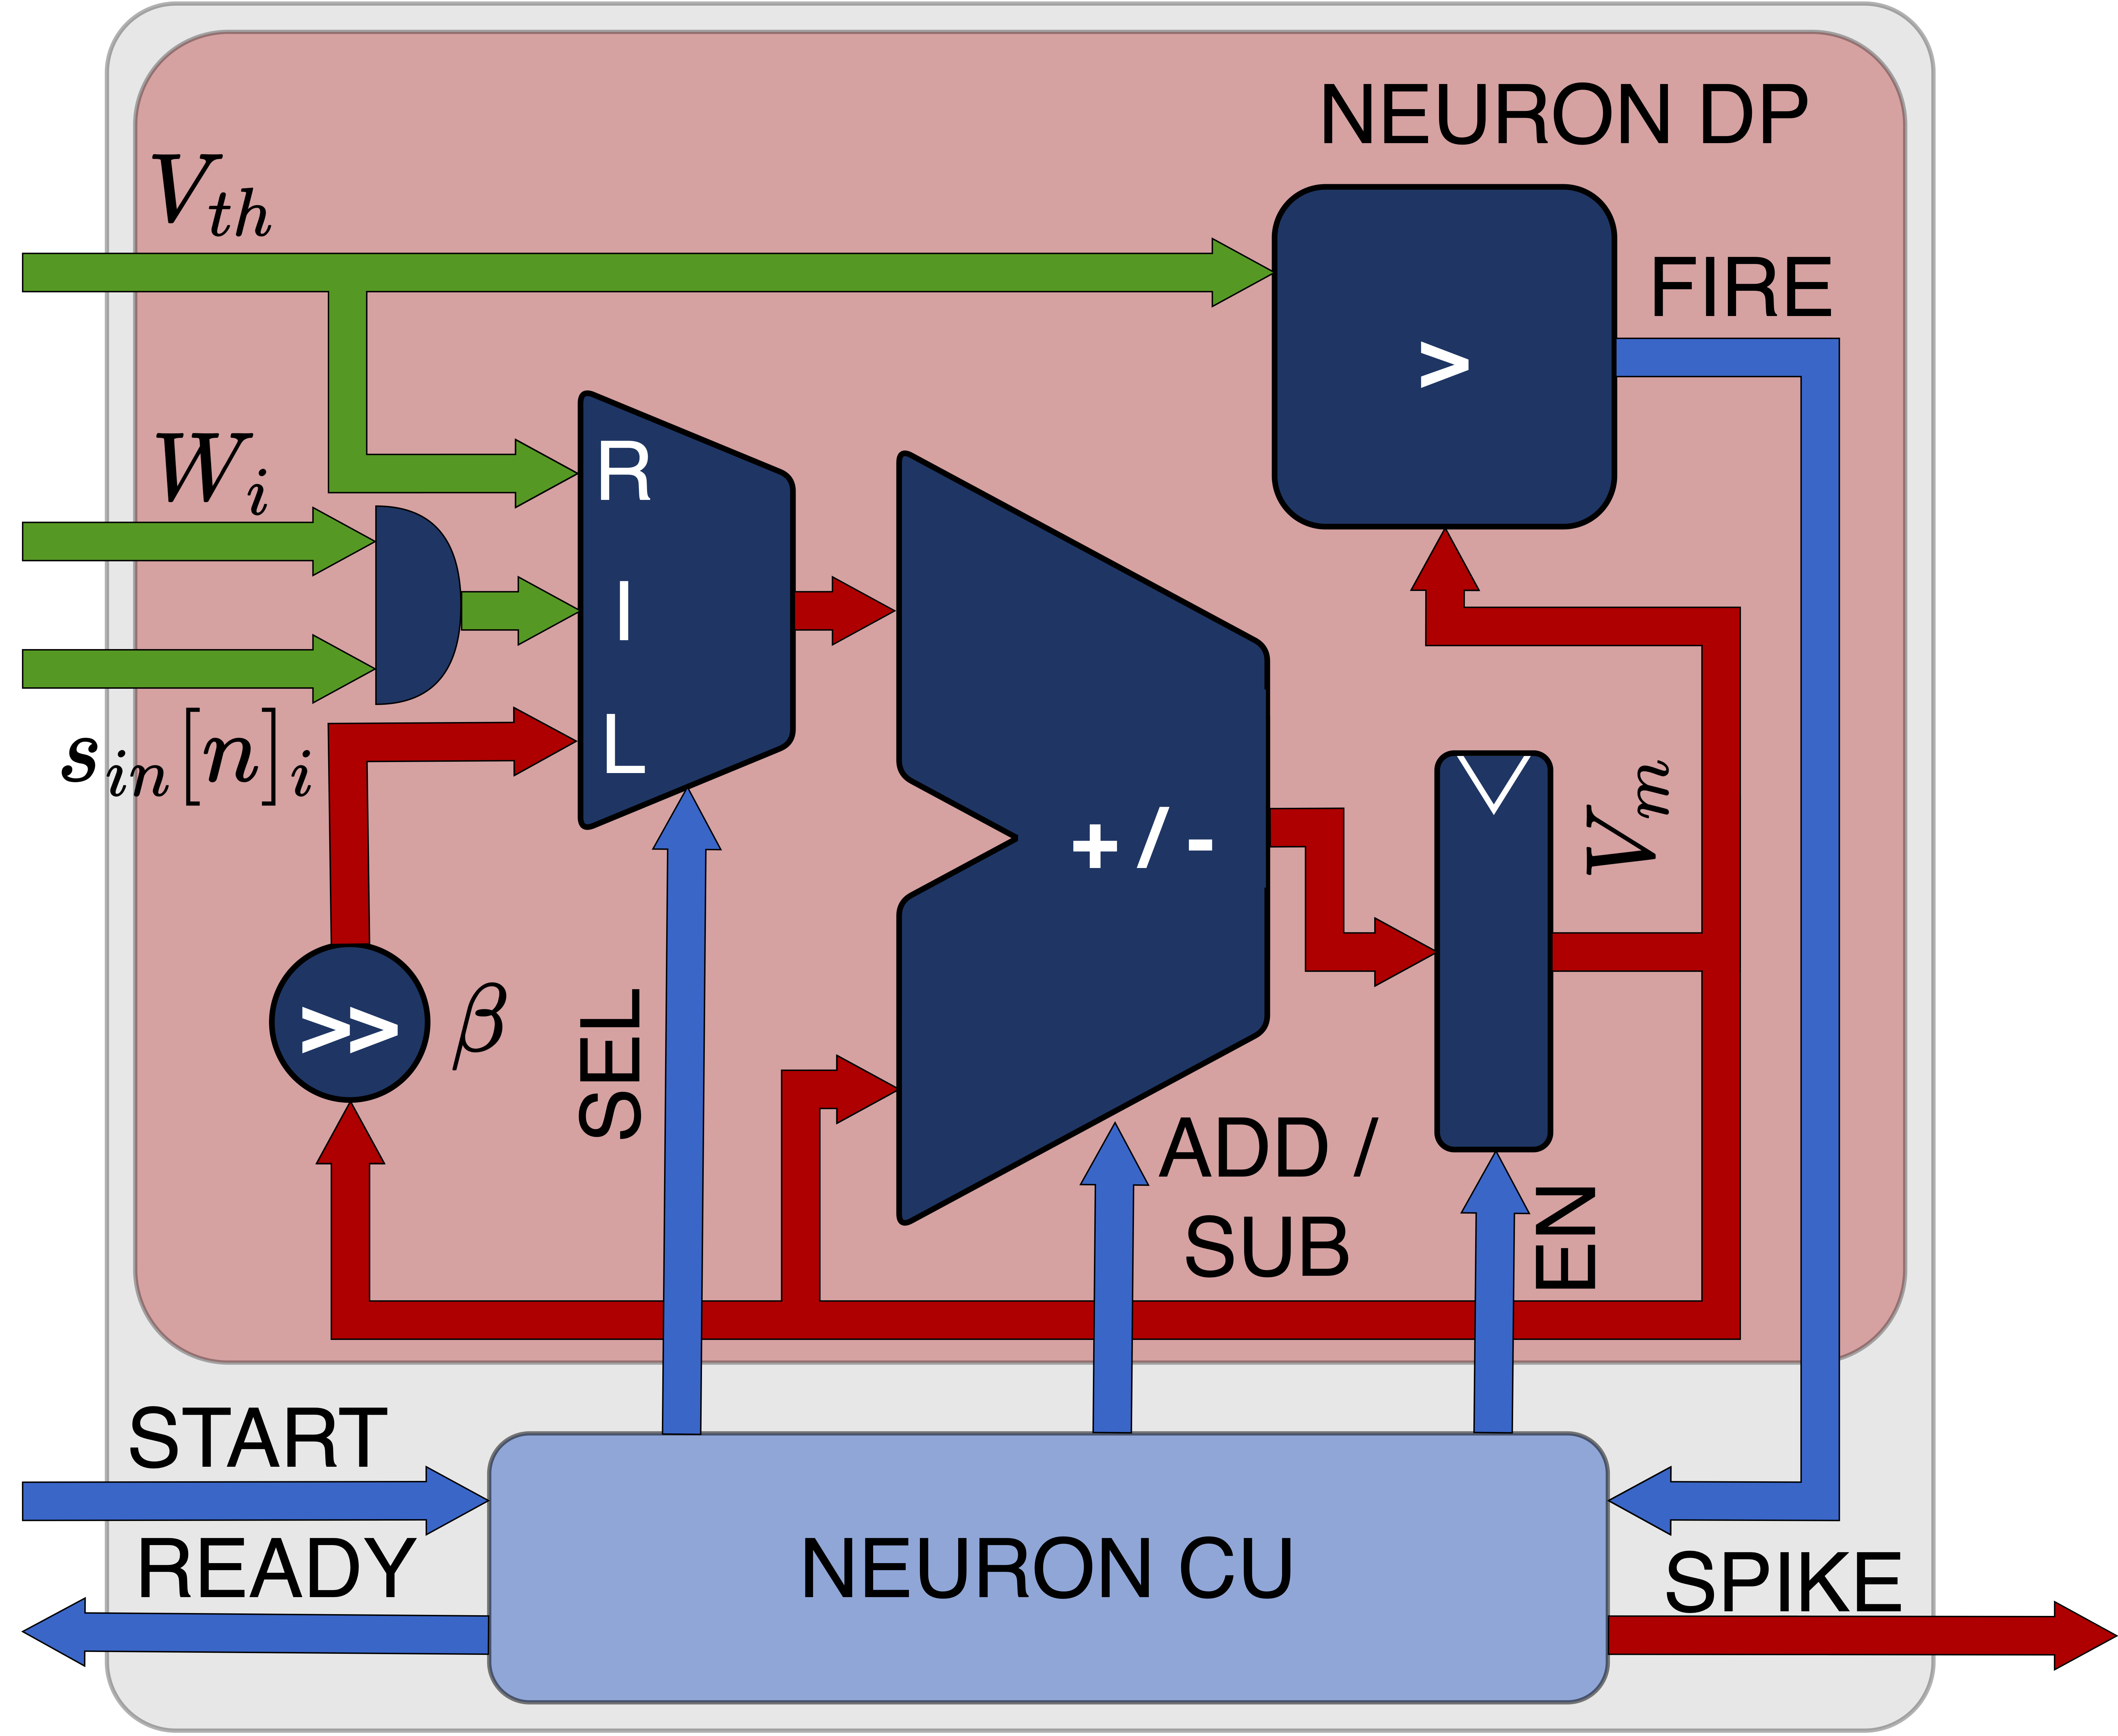 NEURON DP
V_{th}
FIRE
>
W_i
R
I
L
s_{in}[n]_i
+ / -
V_m
>>
β
SEL
ADD /
SUB
EN
START
READY
NEURON CU
SPIKE